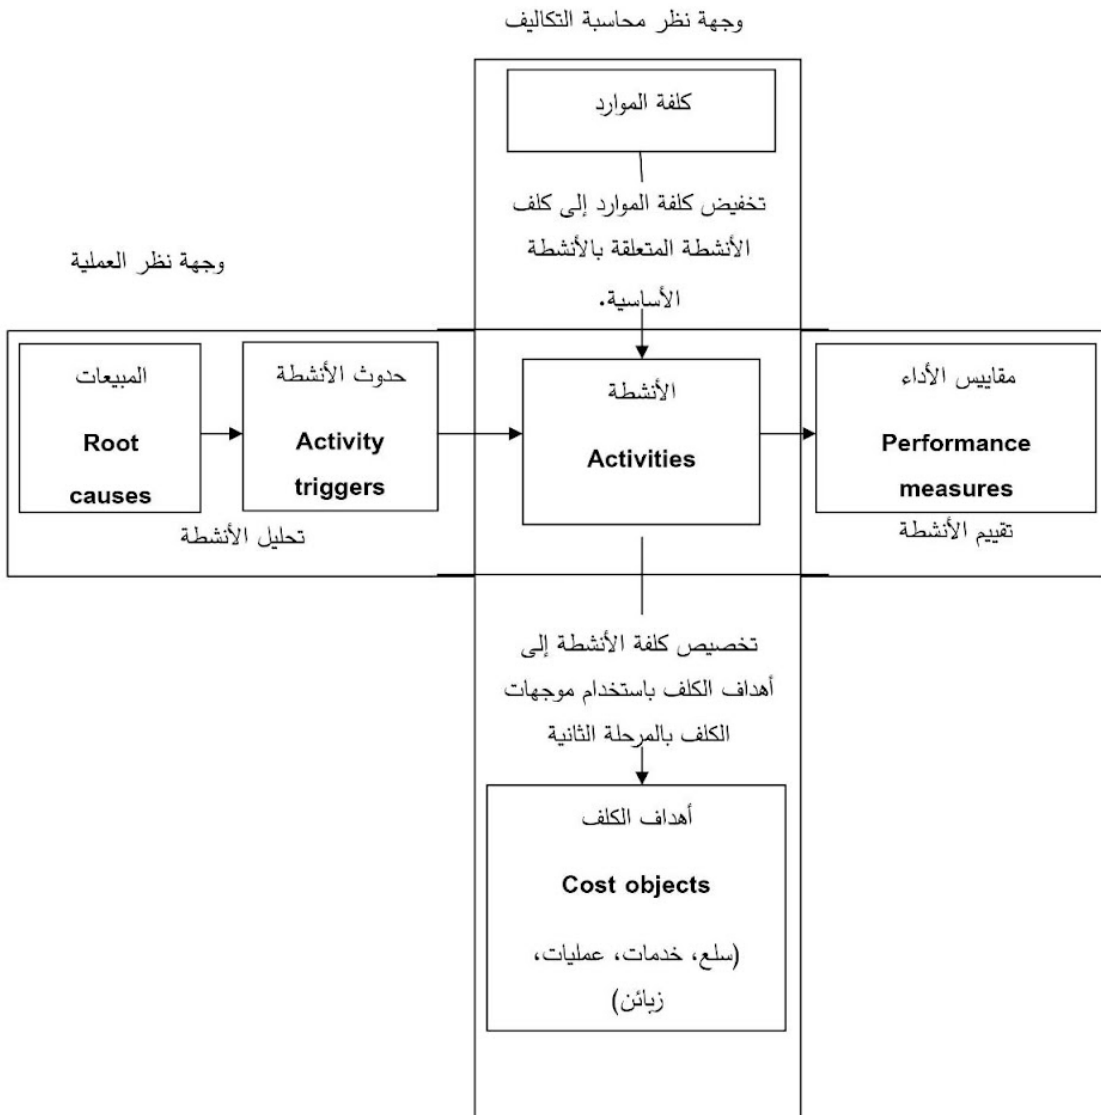 وجهة نظر محاسبة التكاليف
كلفة الموارد
تخفيض كلفة الموارد إلى كلف
الأنشطة المتعلقة بالأنشطة
الأساسية.
وجهة نظر العملية
المبيعات
Root
causes
حدوث الأنشطة
Activity
triggers
تحليل الأنشطة
الأنشطة
Activities
مقاييس الأداء
Performance
measures
تقييم الأنشطة
تخصيص كلفة الأنشطة إلى
أهداف الكلف باستخدام موجهات
الكلف بالمرحلة الثانية
أهداف الكلف
Cost objects
(سلع، خدمات، عمليات،
زبائن)